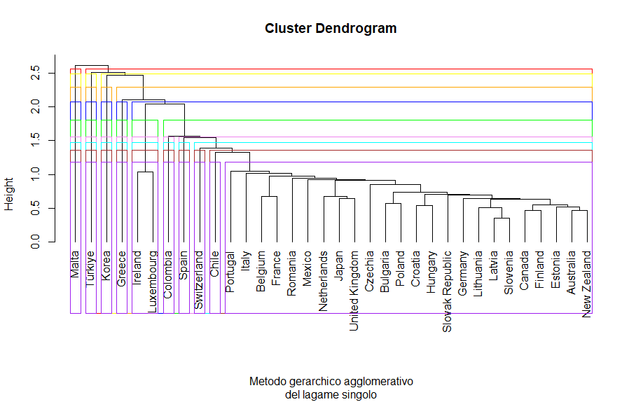 Cluster Dendrogram
Height
2.5
2.0
1.5
1.0
0.5
0.0
Malta
Türkiye
Korea
Greece
Ireland
Luxembourg
Colombia
Spain
Switzerland
Chile
Portugal
Italy
Belgium
France
Romania
Mexico
Netherlands
Japan
United Kingdom
Czechia
Bulgaria
Poland
Croatia
Hungary
Slovak Republic
Germany
Lithuania
Latvia
Slovenia
Canada
Finland
Estonia
Australia
New Zealand
Metodo gerarchico agglomerativo
del lagame singolo